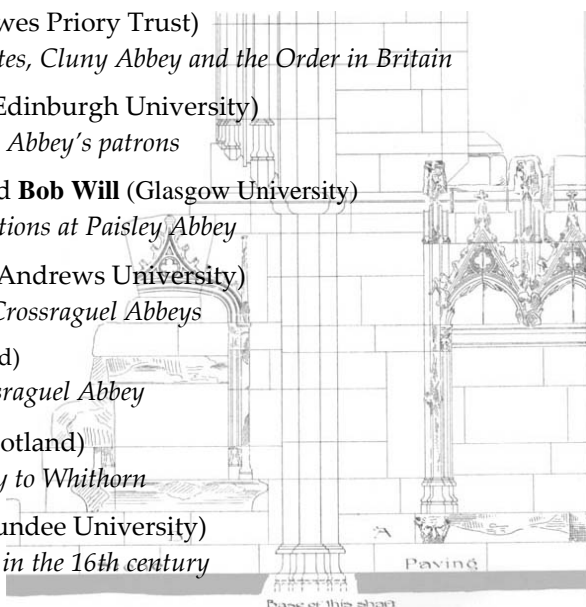 wes Priory Trust)
tes, Cluny Abbey and the Order in Britain
Edinburgh University)
Abbey's patrons
d Bob Will (Glasgow University)
tions at Paisley Abbey
Andrews University)
Crossraguel Abbeys
d)
sraguel Abbey
otland)
y to Whithorn
undee University)
in the 16th century
A
Paving
Base of this shaft